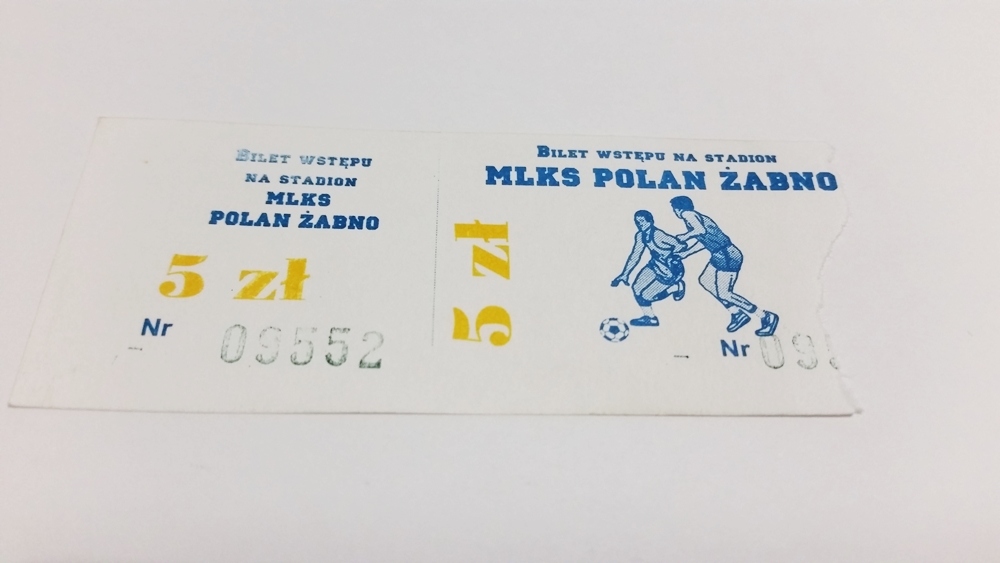 Bilet wstępu
na stadion
MLKS
POLAN ŻABNO
5 zł
Nr 09552
Bilet wstępu na stadion
MLKS POLAN ŻABNO
5 zł
Nr 09